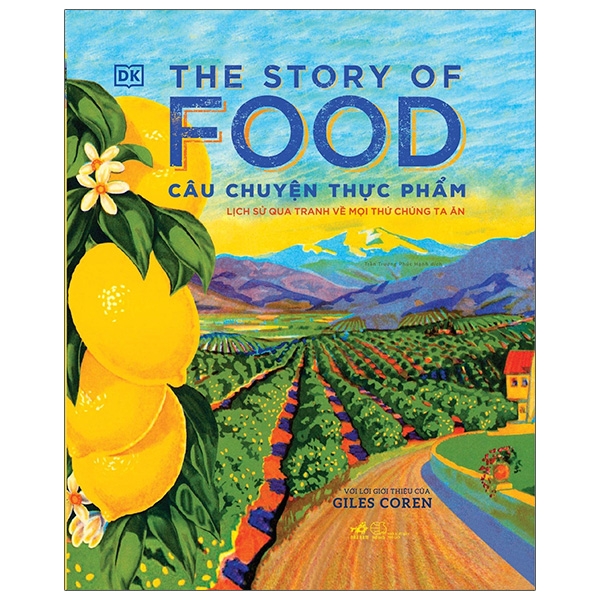 DK
THE STORY OF
FOOD
CÂU CHUYỆN THỰC PHẨM
LỊCH SỬ QUA TRANH VỀ MỌI THỨ CHÚNG TA ĂN
VỚI LỜI GIỚI THIỆU CỦA
GILES COREN